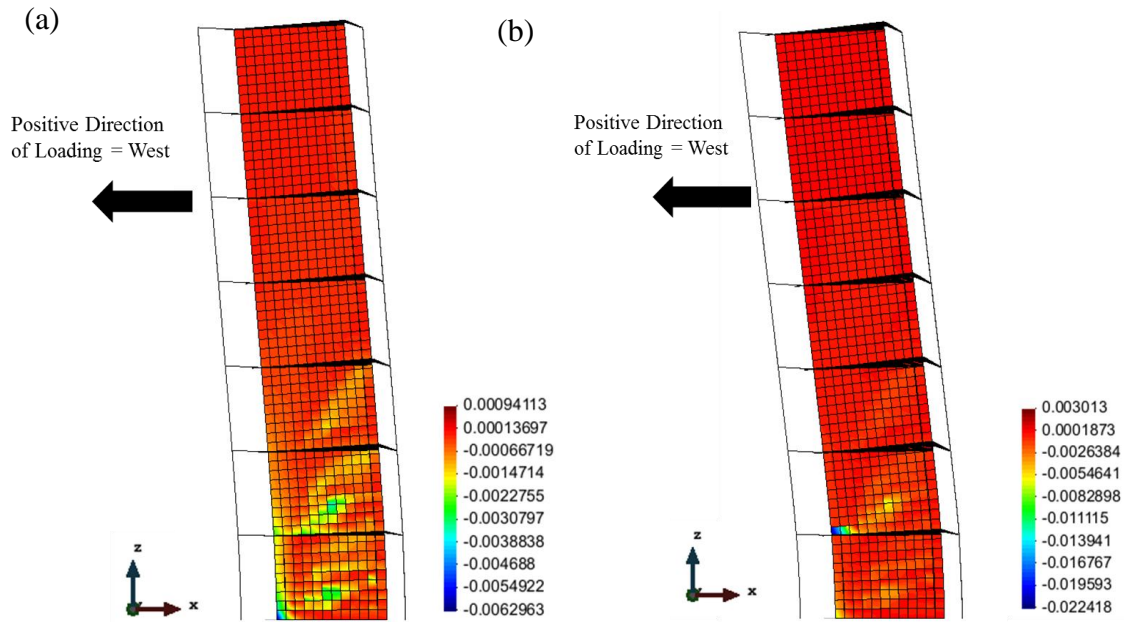 (a)
Positive Direction
of Loading = West
0.00094113
0.00013697
-0.00066719
-0.0014714
-0.0022755
-0.0030797
-0.0038838
-0.004688
-0.0054922
-0.0062963
z
x
(b)
Positive Direction
of Loading = West
0.003013
0.0001873
-0.0026384
-0.0054641
-0.0082898
-0.011115
-0.013941
-0.016767
-0.019593
-0.022418
z
x